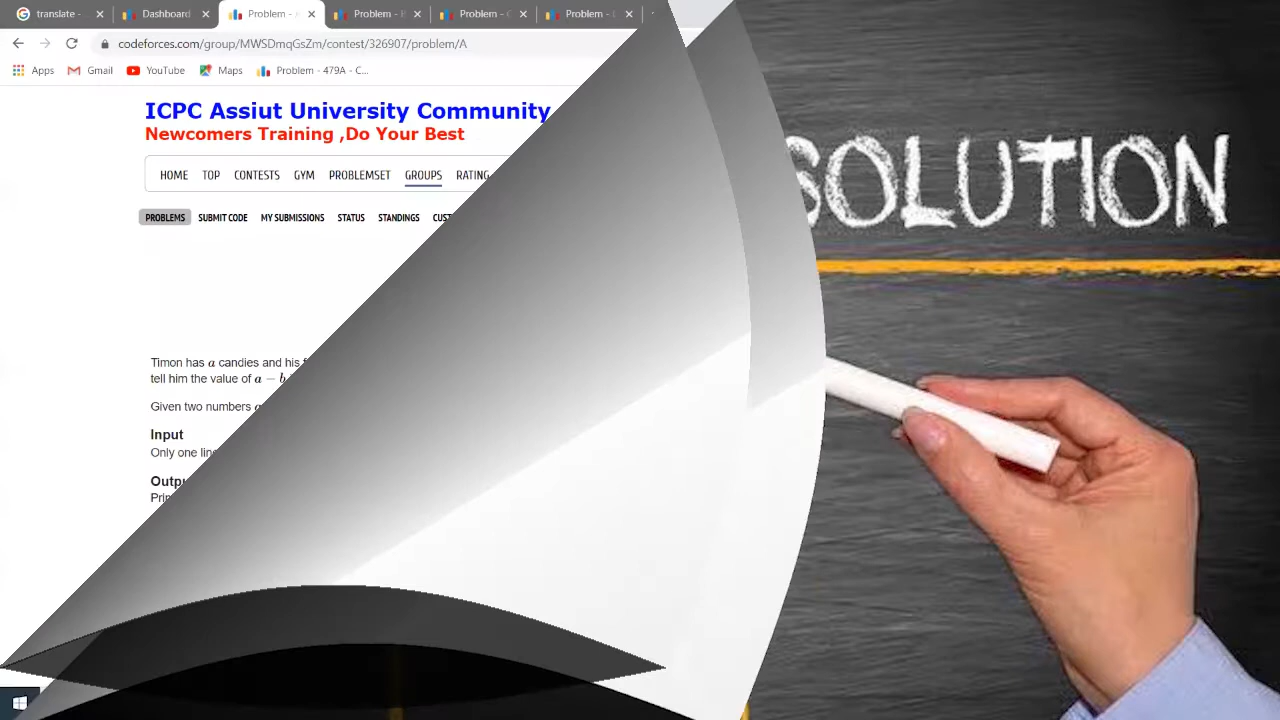 translate -
Dashboard
Problem -
Problem -
Problem -
Problem -
codeforces.com/group/MWSDmqGsZm/contest/326907/problem/A
Apps
Gmail
YouTube
Maps
Problem - 479A - C...
ICPC Assiut University Community
Newcomers Training ,Do Your Best
HOME TOP CONTESTS GYM PROBLEMSET GROUPS RATING
PROBLEMS SUBMIT CODE MY SUBMISSIONS STATUS STANDINGS
SOLUTION
Timon has a candies and his
tell him the value of a − b
Given two numbers
Input
Only one